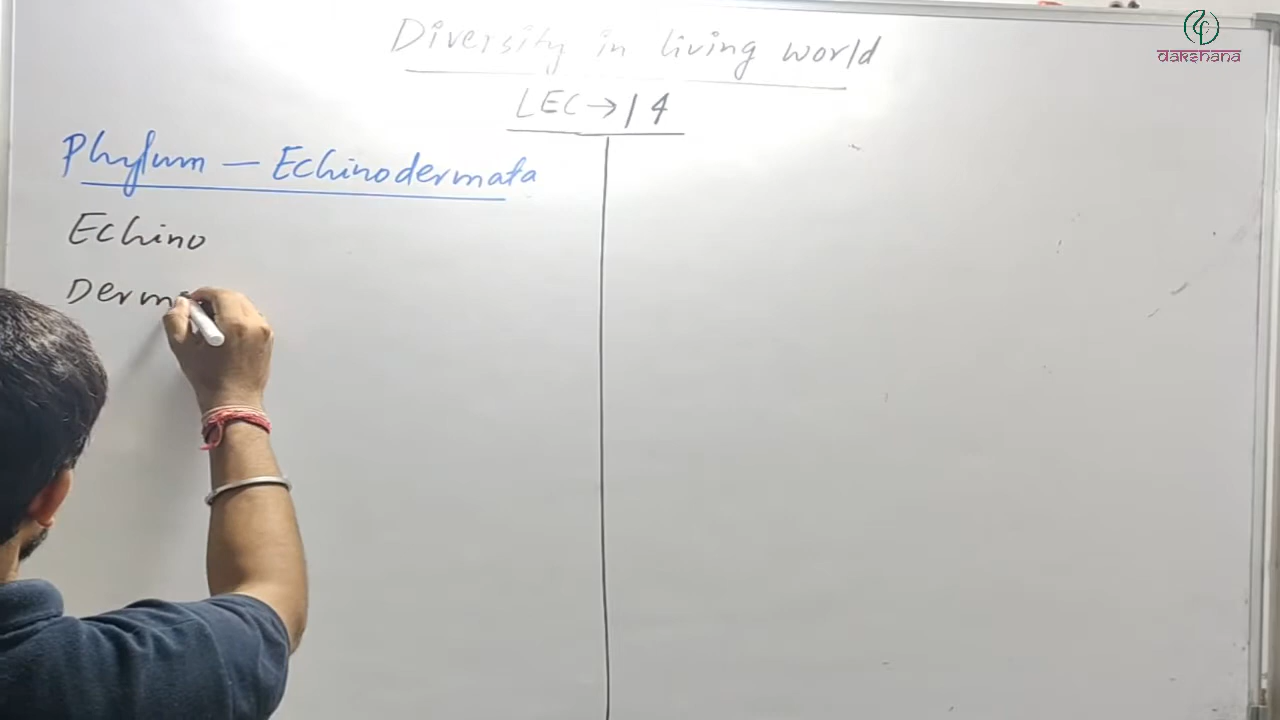 Diversity in living world
LEC → 14
Phylum — Echinodermata
Echino
Derm
dakshana